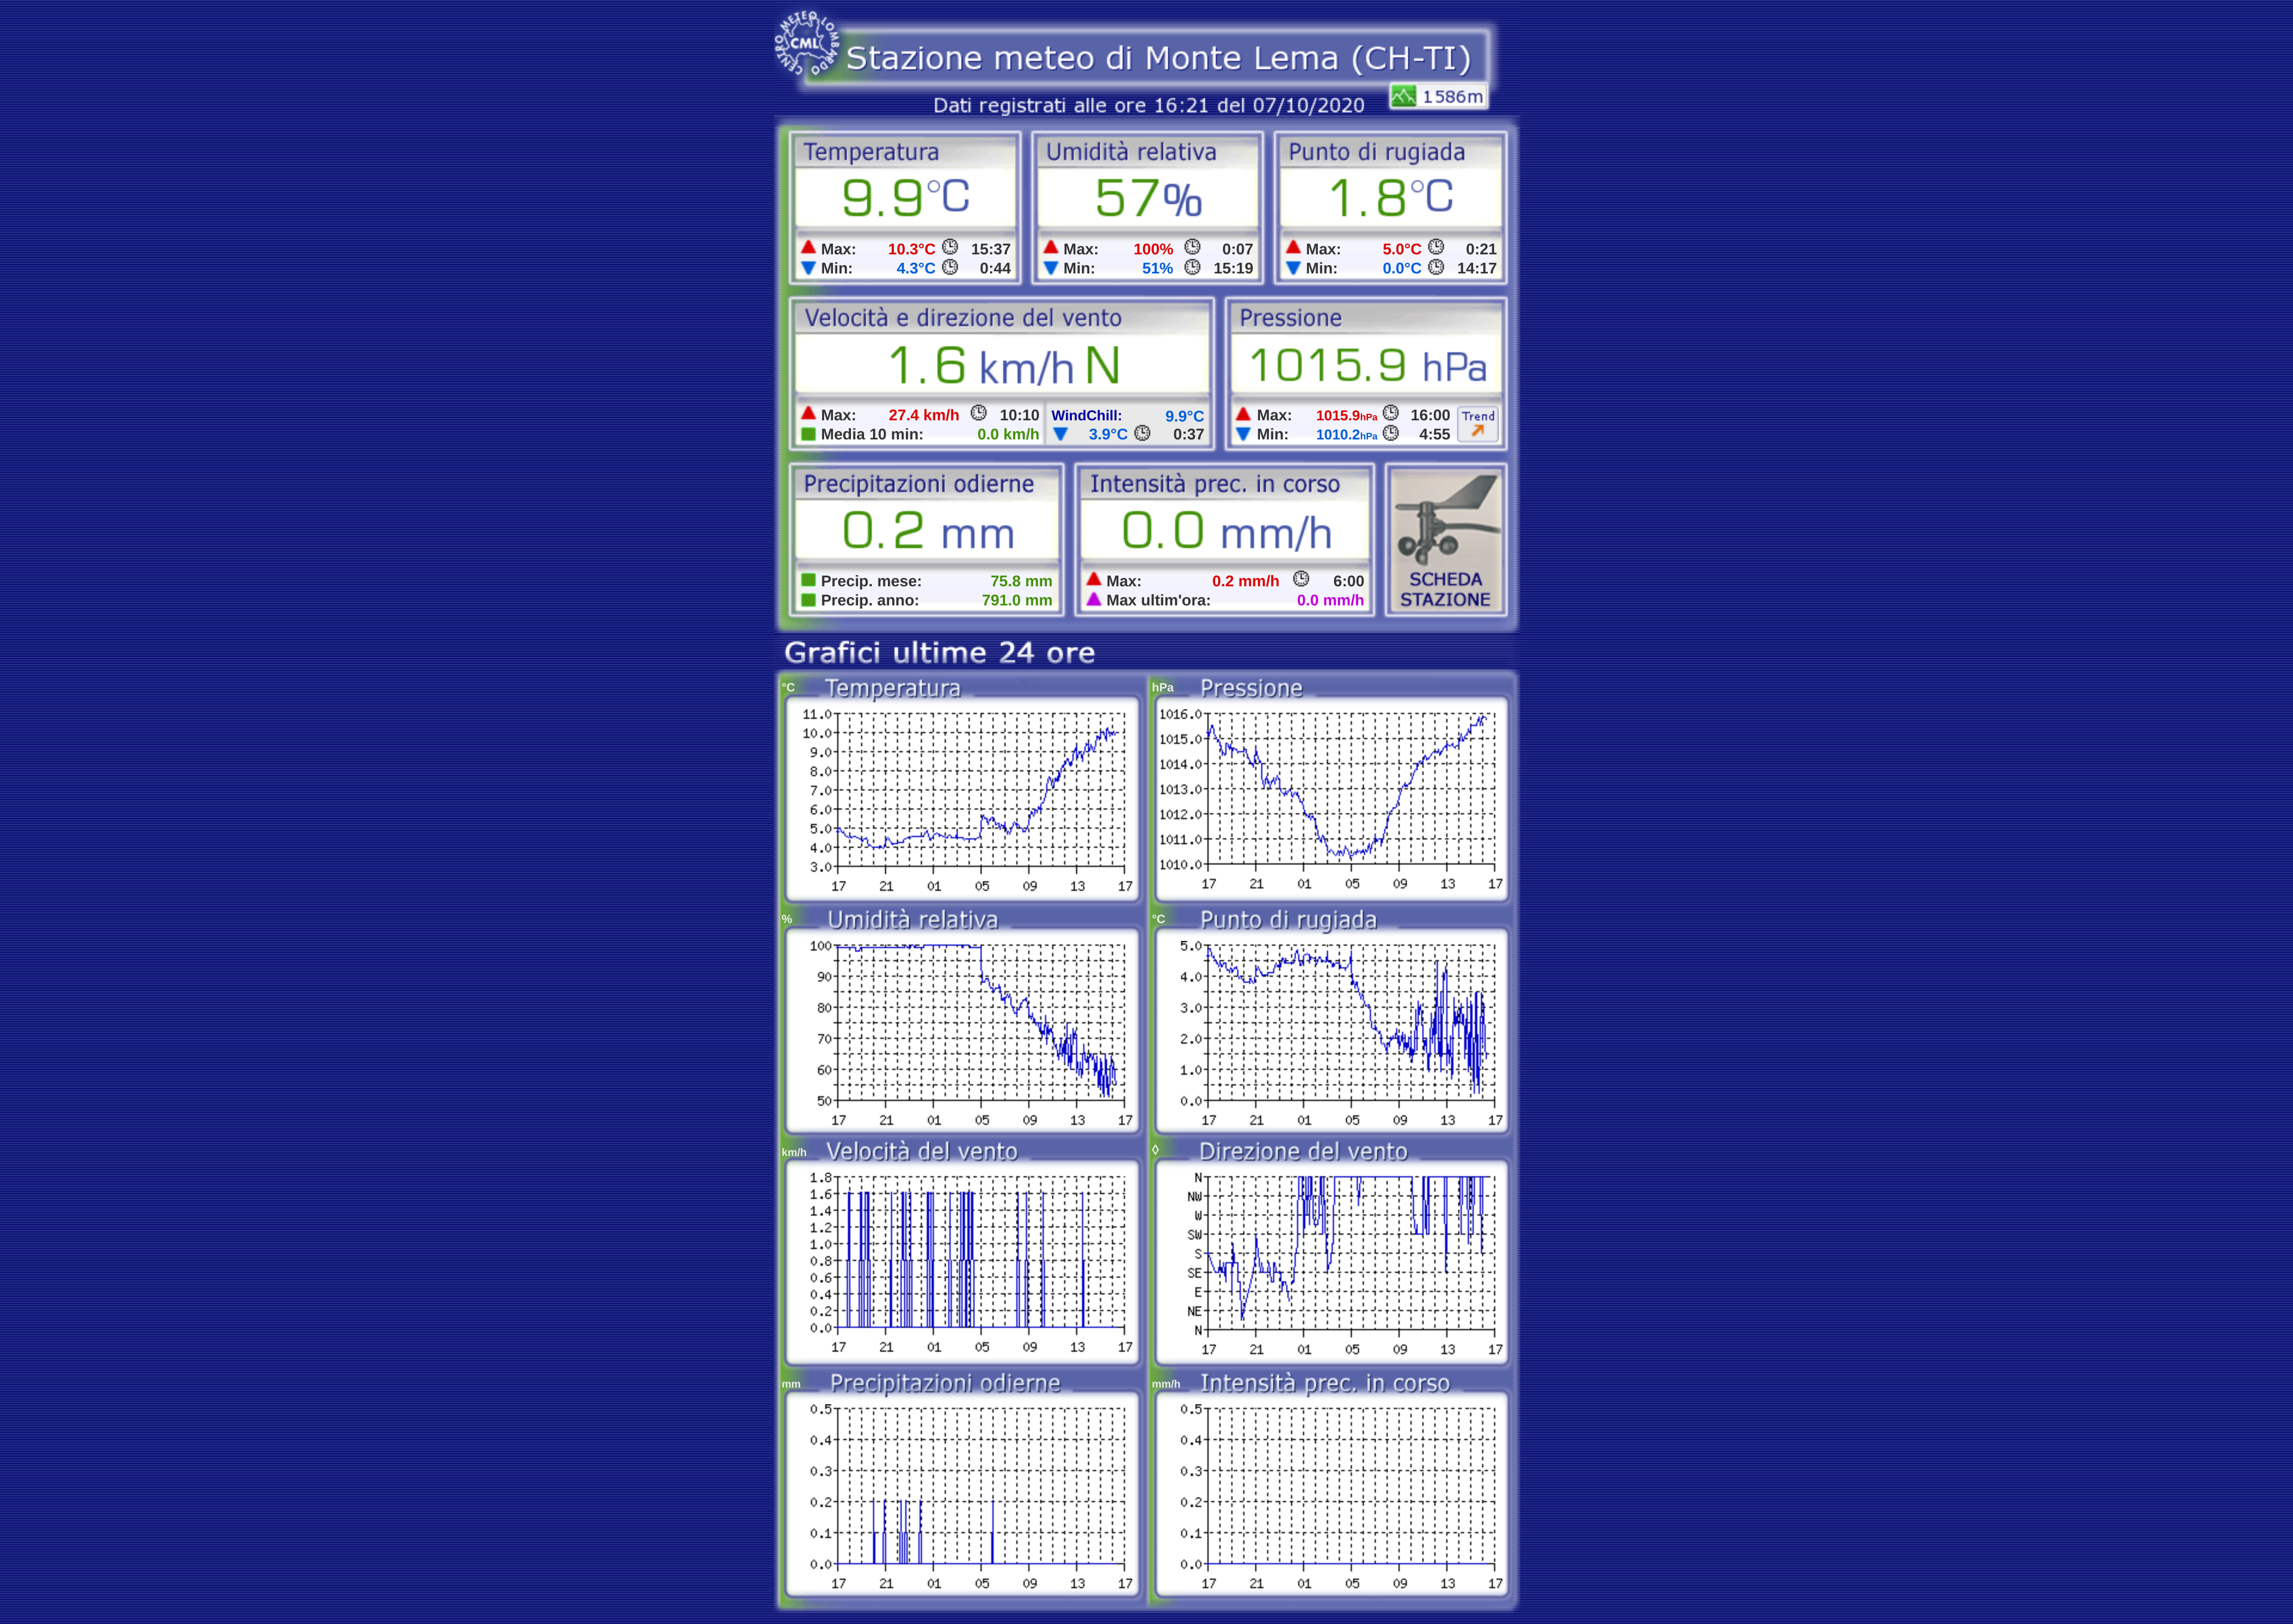 CENTRO METEO LOMBARDO
CML
Stazione meteo di Monte Lema (CH-TI)
1586m
Dati registrati alle ore 16:21 del 07/10/2020
Temperatura
9.9°C
Max: 10.3°C 15:37
Min: 4.3°C 0:44
Umidità relativa
57%
Max: 100% 0:07
Min: 51% 15:19
Punto di rugiada
1.8°C
Max: 5.0°C 0:21
Min: 0.0°C 14:17
Velocità e direzione del vento
1.6 km/h N
Max: 27.4 km/h 10:10
Media 10 min: 0.0 km/h
WindChill: 9.9°C
3.9°C 0:37
Pressione
1015.9 hPa
Max: 1015.9hPa 16:00
Min: 1010.2hPa 4:55
Trend
Precipitazioni odierne
0.2 mm
Precip. mese: 75.8 mm
Precip. anno: 791.0 mm
Intensità prec. in corso
0.0 mm/h
Max: 0.2 mm/h 6:00
Max ultim'ora: 0.0 mm/h
SCHEDA
STAZIONE
Grafici ultime 24 ore
°C Temperatura
11.0
10.0
9.0
8.0
7.0
6.0
5.0
4.0
3.0
17 21 01 05 09 13 17
hPa Pressione
1016.0
1015.0
1014.0
1013.0
1012.0
1011.0
1010.0
17 21 01 05 09 13 17
% Umidità relativa
100
90
80
70
60
50
17 21 01 05 09 13 17
°C Punto di rugiada
5.0
4.0
3.0
2.0
1.0
0.0
17 21 01 05 09 13 17
km/h Velocità del vento
1.8
1.6
1.4
1.2
1.0
0.8
0.6
0.4
0.2
0.0
17 21 01 05 09 13 17
◊ Direzione del vento
N
NW
W
SW
S
SE
E
NE
N
17 21 01 05 09 13 17
mm Precipitazioni odierne
0.5
0.4
0.3
0.2
0.1
0.0
17 21 01 05 09 13 17
mm/h Intensità prec. in corso
0.5
0.4
0.3
0.2
0.1
0.0
17 21 01 05 09 13 17